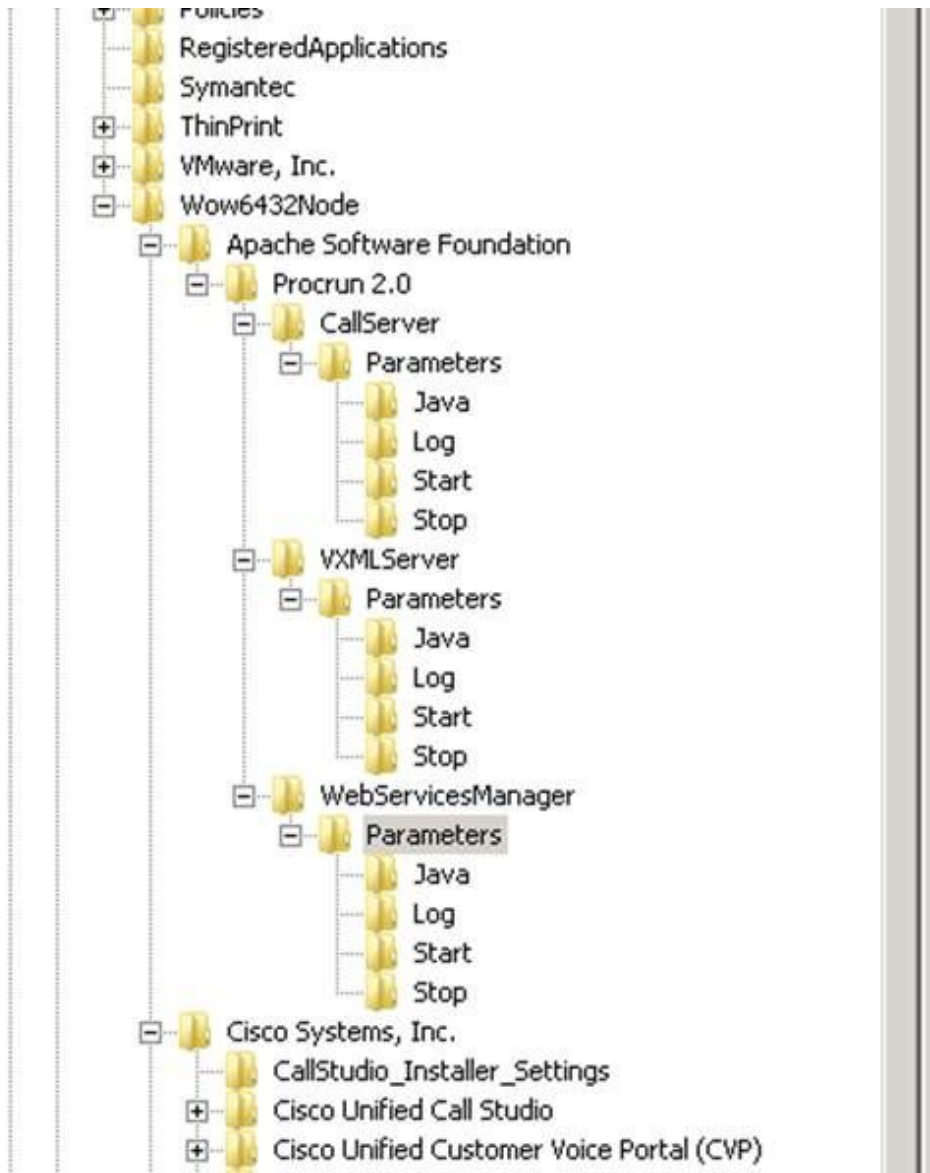 Policies
RegisteredApplications
Symantec
ThinPrint
VMware, Inc.
Wow6432Node
Apache Software Foundation
Procrun 2.0
CallServer
Parameters
Java
Log
Start
Stop
VXMLServer
Parameters
Java
Log
Start
Stop
WebServicesManager
Parameters
Java
Log
Start
Stop
Cisco Systems, Inc.
CallStudio_Installer_Settings
Cisco Unified Call Studio
Cisco Unified Customer Voice Portal (CVP)